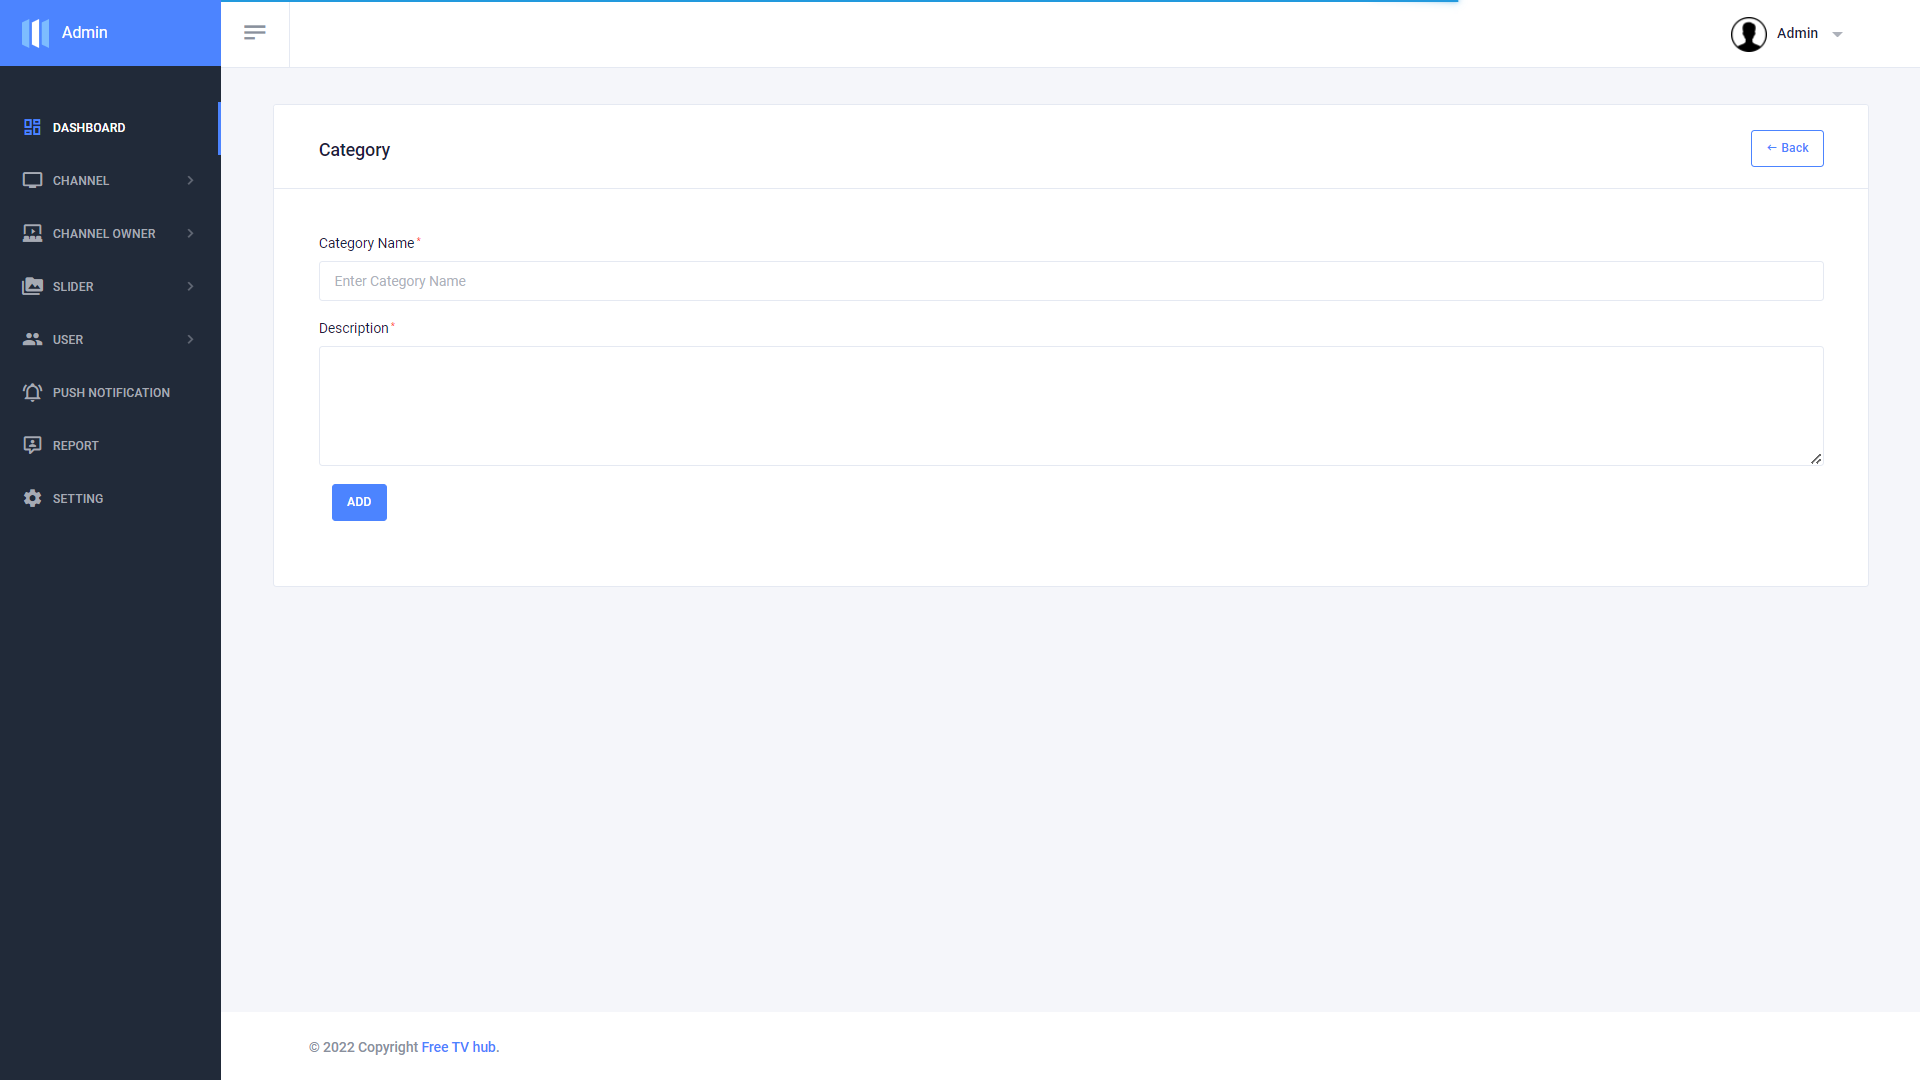 Admin
Admin
DASHBOARD
CHANNEL
CHANNEL OWNER
SLIDER
USER
PUSH NOTIFICATION
REPORT
SETTING
Category
← Back
Category Name*
Enter Category Name
Description*
ADD
© 2022 Copyright Free TV hub.